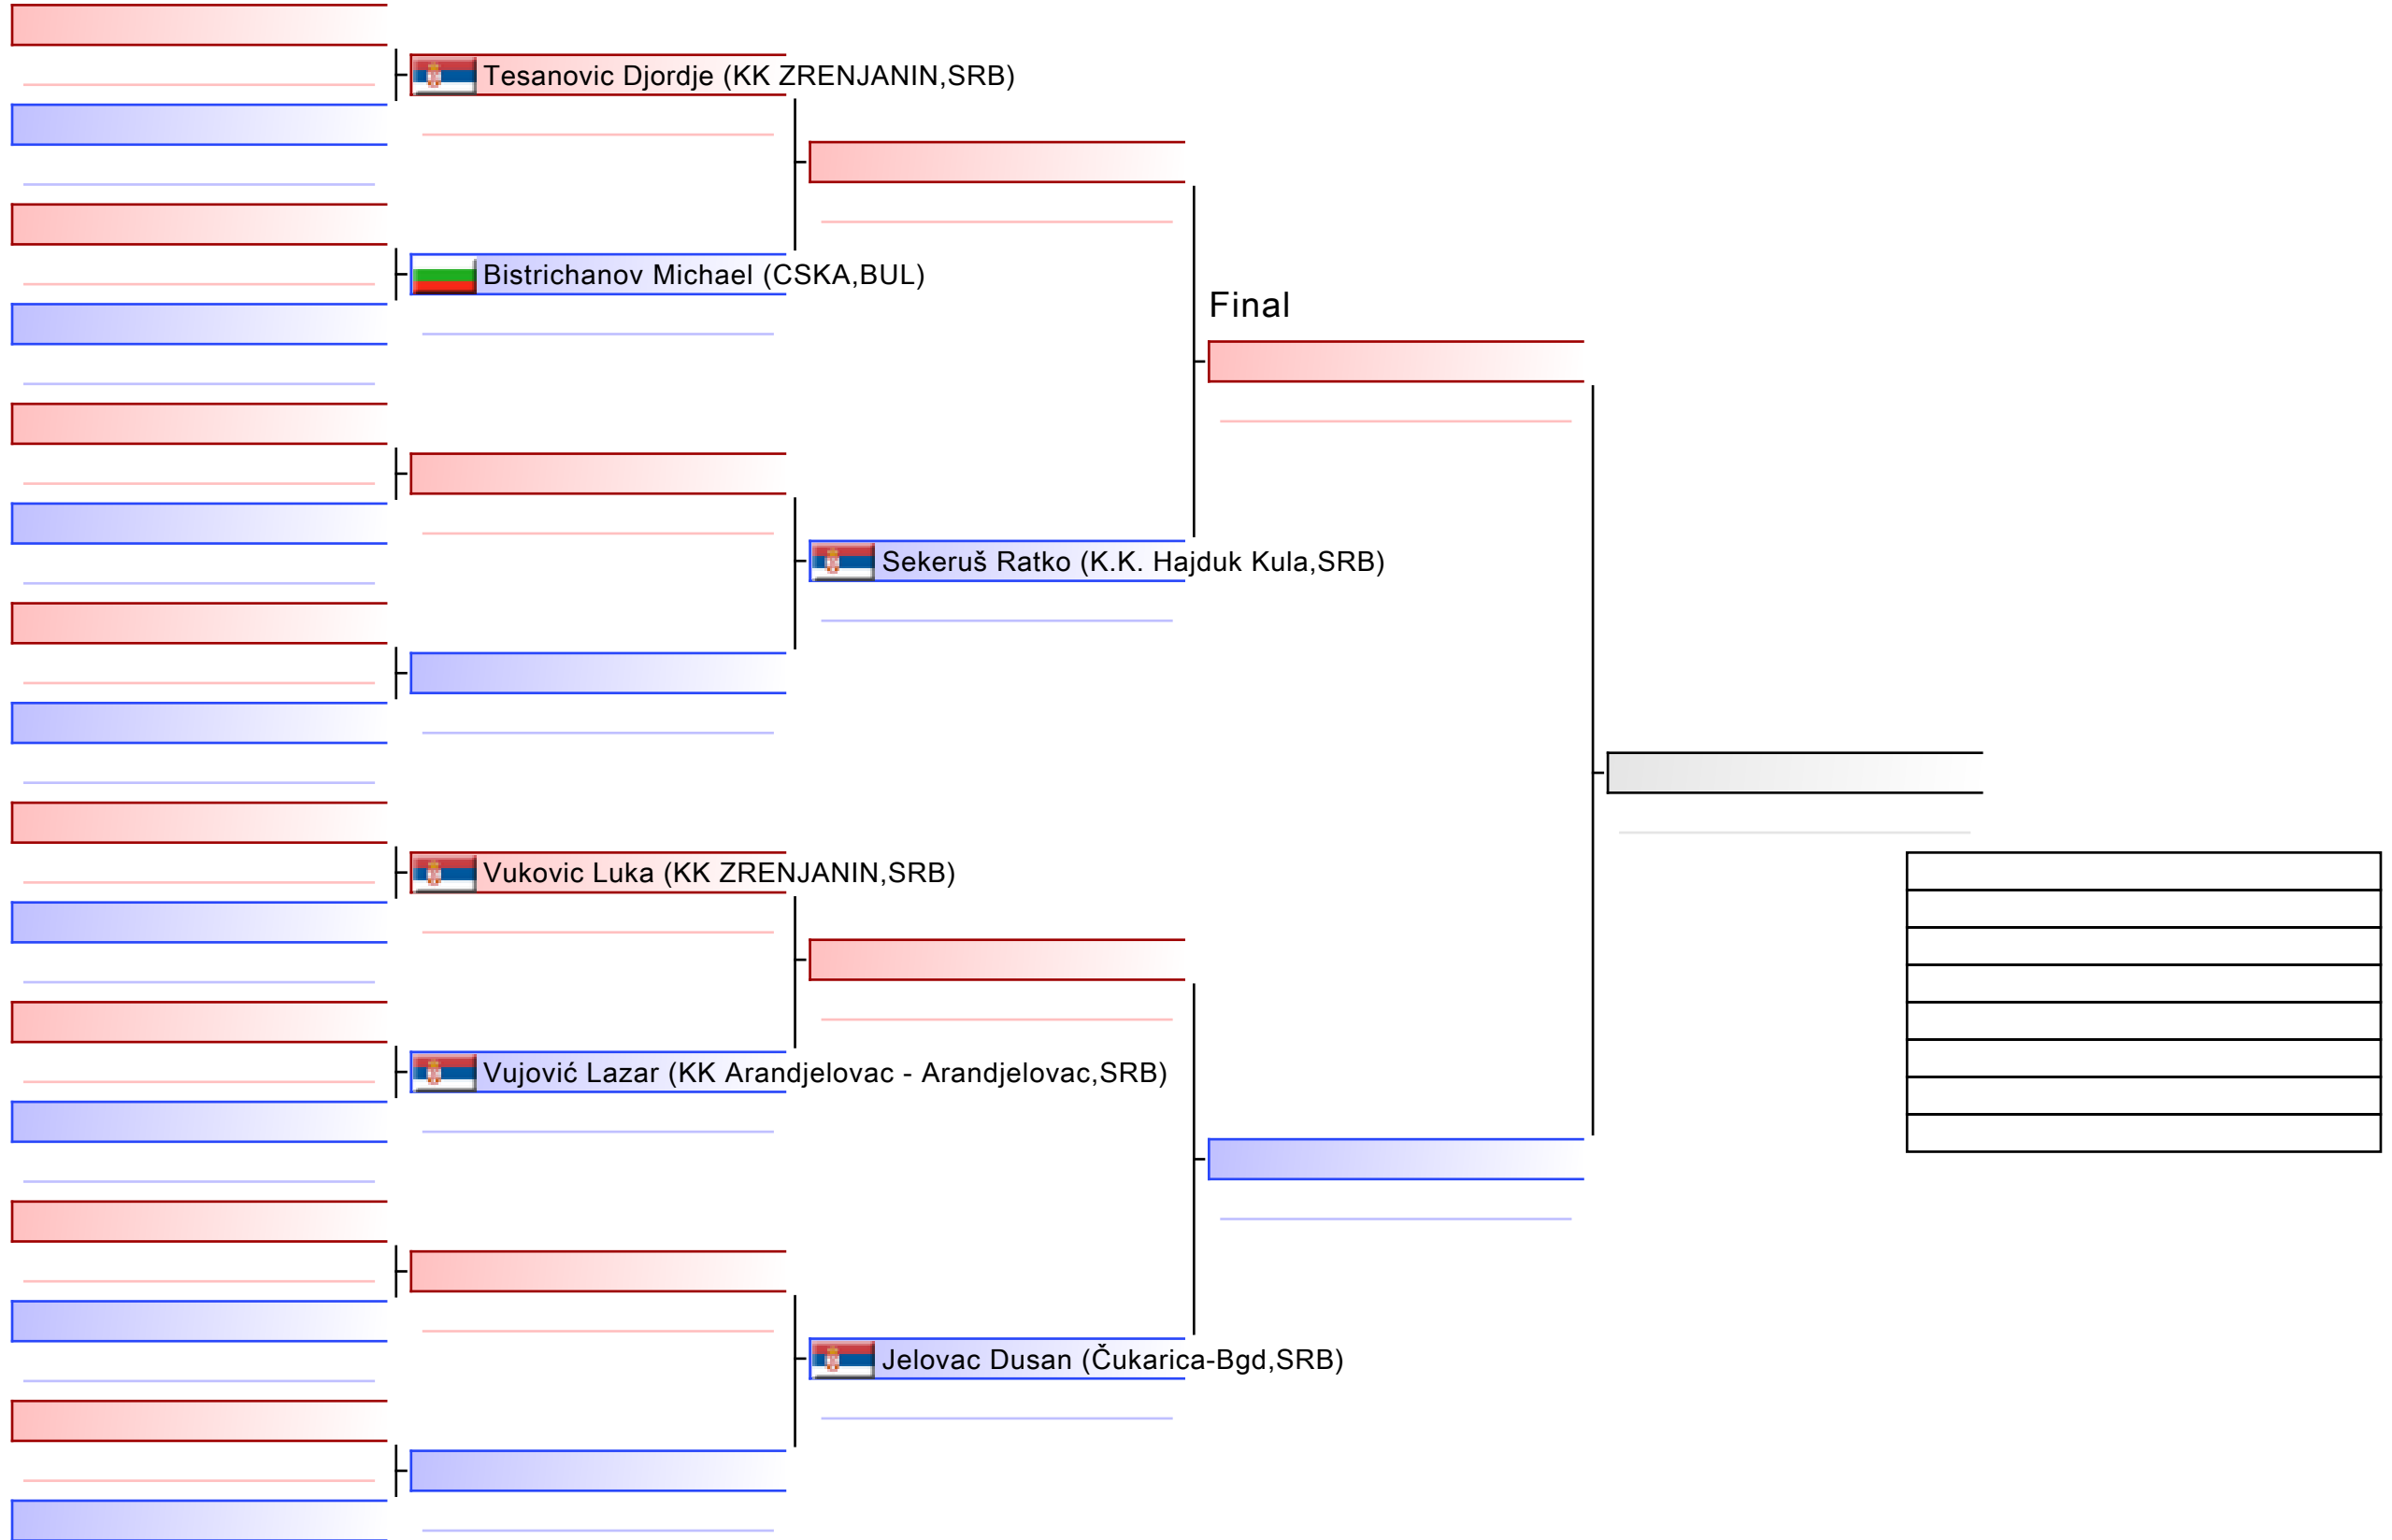 Tesanovic Djordje (KK ZRENJANIN,SRB)
Bistrichanov Michael (CSKA,BUL)
Final
Sekeruš Ratko (K.K. Hajduk Kula,SRB)
Vukovic Luka (KK ZRENJANIN,SRB)
Vujović Lazar (KK Arandjelovac - Arandjelovac,SRB)
Jelovac Dusan (Čukarica-Bgd,SRB)